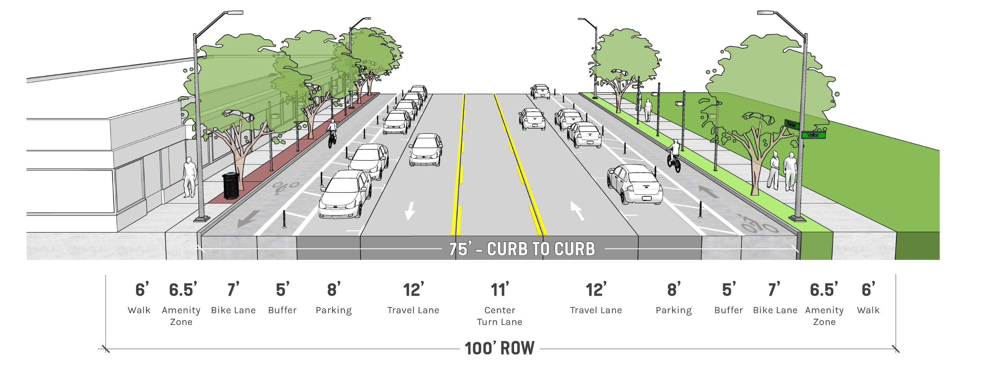 Tyler
75’ – CURB TO CURB
6’ 6.5’ 7’ 5’ 8’ 12’ 11’ 12’ 8’ 5’ 7’ 6.5’ 6’
Walk Amenity Bike Lane Buffer Parking Travel Lane Center Travel Lane Parking Buffer Bike Lane Amenity Walk
Zone Turn Lane Zone
100’ ROW